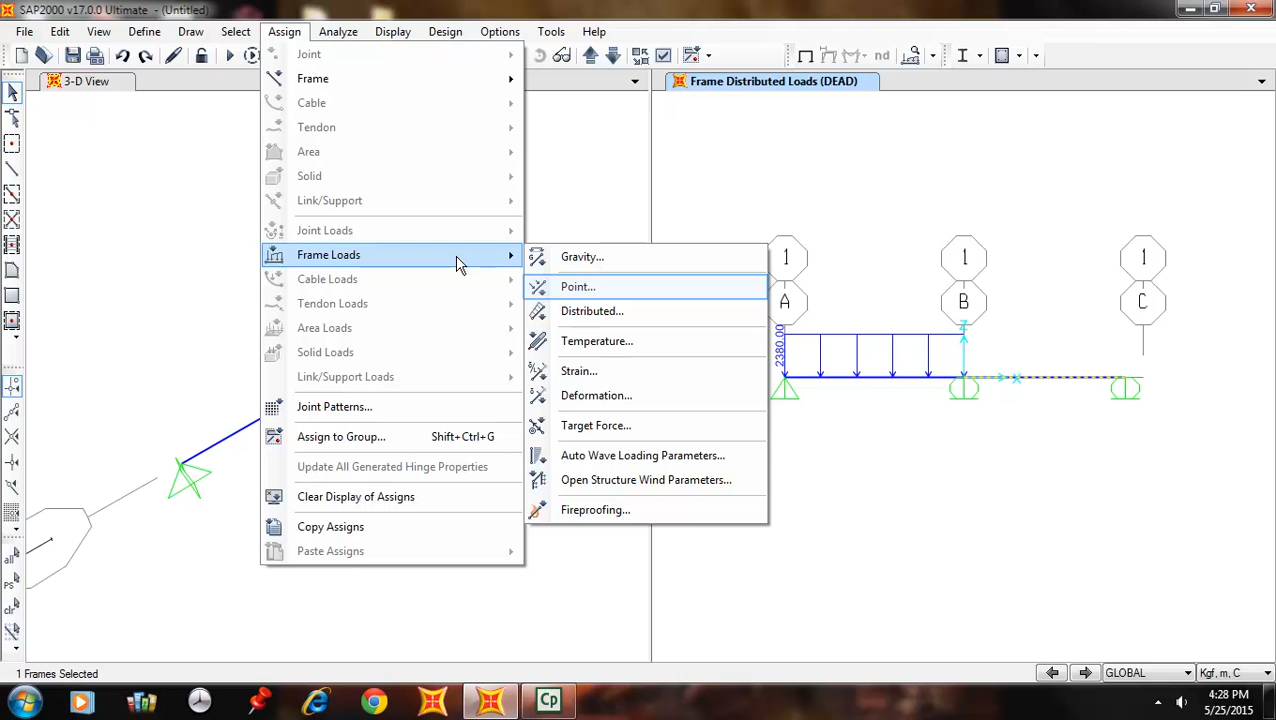 SAP2000 v17.0.0 Ultimate - (Untitled)
File Edit View Define Draw Select Assign Analyze Display Design Options Tools Help
nd
3-D View
Frame Distributed Loads (DEAD)
Joint
Frame
Cable
Tendon
Area
Solid
Link/Support
Joint Loads
Frame Loads
Cable Loads
Tendon Loads
Area Loads
Solid Loads
Link/Support Loads
Joint Patterns...
Assign to Group... Shift+Ctrl+G
Update All Generated Hinge Properties
Clear Display of Assigns
Copy Assigns
Paste Assigns
Gravity...
Point...
Distributed...
Temperature...
Strain...
Deformation...
Target Force...
Auto Wave Loading Parameters...
Open Structure Wind Parameters...
Fireproofing...
1 1 1
A B C
Z
2380.00
X
all
PS
clr
1 Frames Selected
GLOBAL
Kgf, m, C
Cp
4:28 PM
5/25/2015